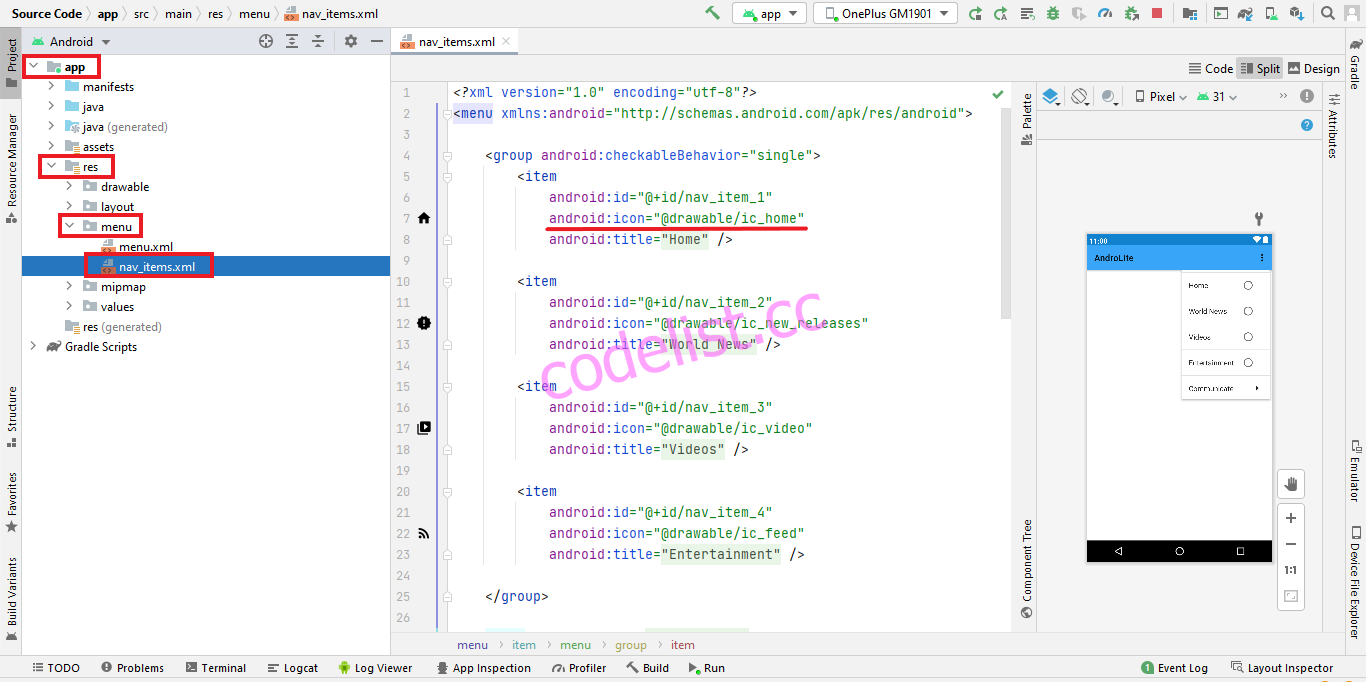 Source Code app src main res menu nav_items.xml
app OnePlus GM1901
Project
Resource Manager
Structure
Favorites
Build Variants
Android
app
manifests
java
java (generated)
assets
res
drawable
layout
menu
menu.xml
nav_items.xml
mipmap
values
res (generated)
Gradle Scripts
nav_items.xml
Code Split Design
1 <?xml version="1.0" encoding="utf-8"?>
2 <menu xmlns:android="http://schemas.android.com/apk/res/android">
3
4 <group android:checkableBehavior="single">
5 <item
6 android:id="@+id/nav_item_1"
7 android:icon="@drawable/ic_home"
8 android:title="Home" />
9
10 <item
11 android:id="@+id/nav_item_2"
12 android:icon="@drawable/ic_new_releases"
13 android:title="World News" />
14
15 <item
16 android:id="@+id/nav_item_3"
17 android:icon="@drawable/ic_video"
18 android:title="Videos" />
19
20 <item
21 android:id="@+id/nav_item_4"
22 android:icon="@drawable/ic_feed"
23 android:title="Entertainment" />
24
25 </group>
26
codelist.cc
menu item menu group item
Palette
Component Tree
Pixel 31
11:00
AndroLite
Home
World News
Videos
Entertainment
Communicate
1:1
Gradle
Attributes
Emulator
Device File Explorer
TODO Problems Terminal Logcat Log Viewer App Inspection Profiler Build Run 1 Event Log Layout Inspector